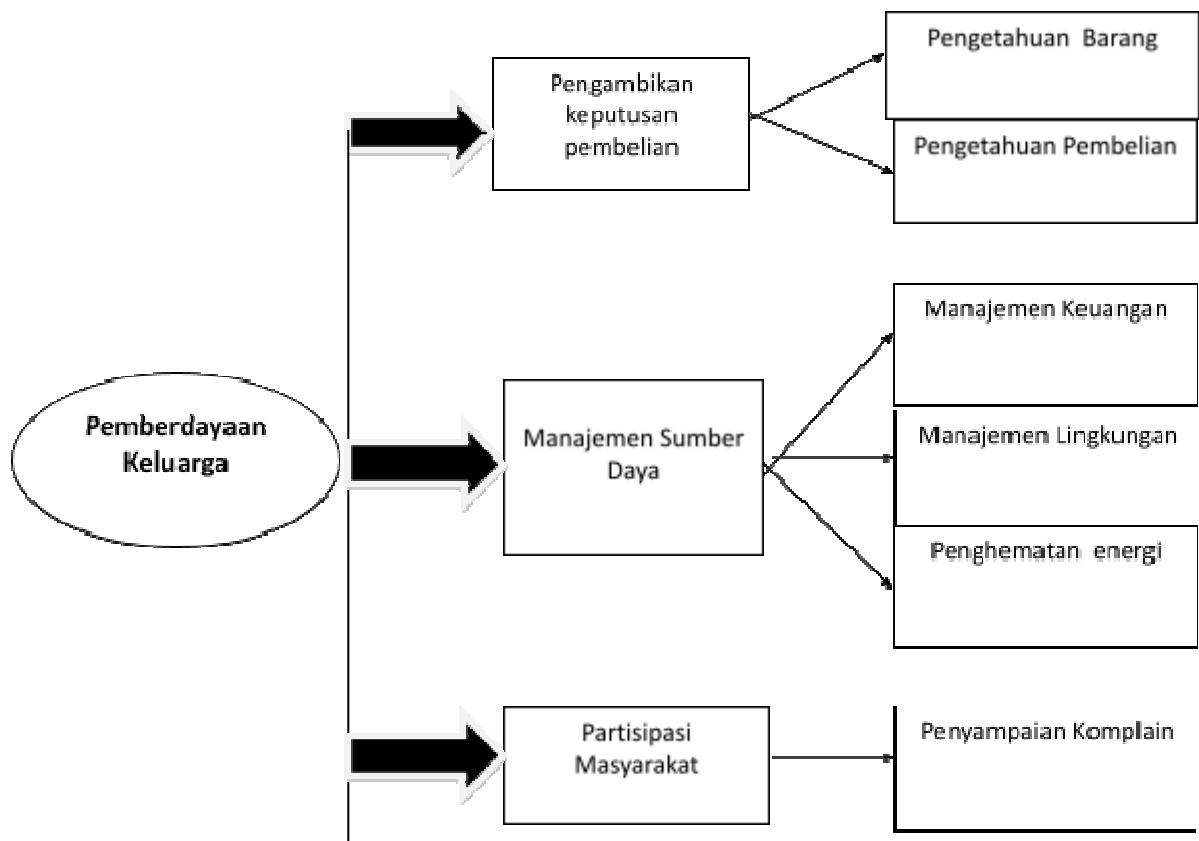 Pengambikan
keputusan
pembelian
Pengetahuan Barang
Pengetahuan Pembelian
Pemberdayaan
Keluarga
Manajemen Sumber
Daya
Manajemen Keuangan
Manajemen Lingkungan
Penghematan energi
Partisipasi
Masyarakat
Penyampaian Komplain